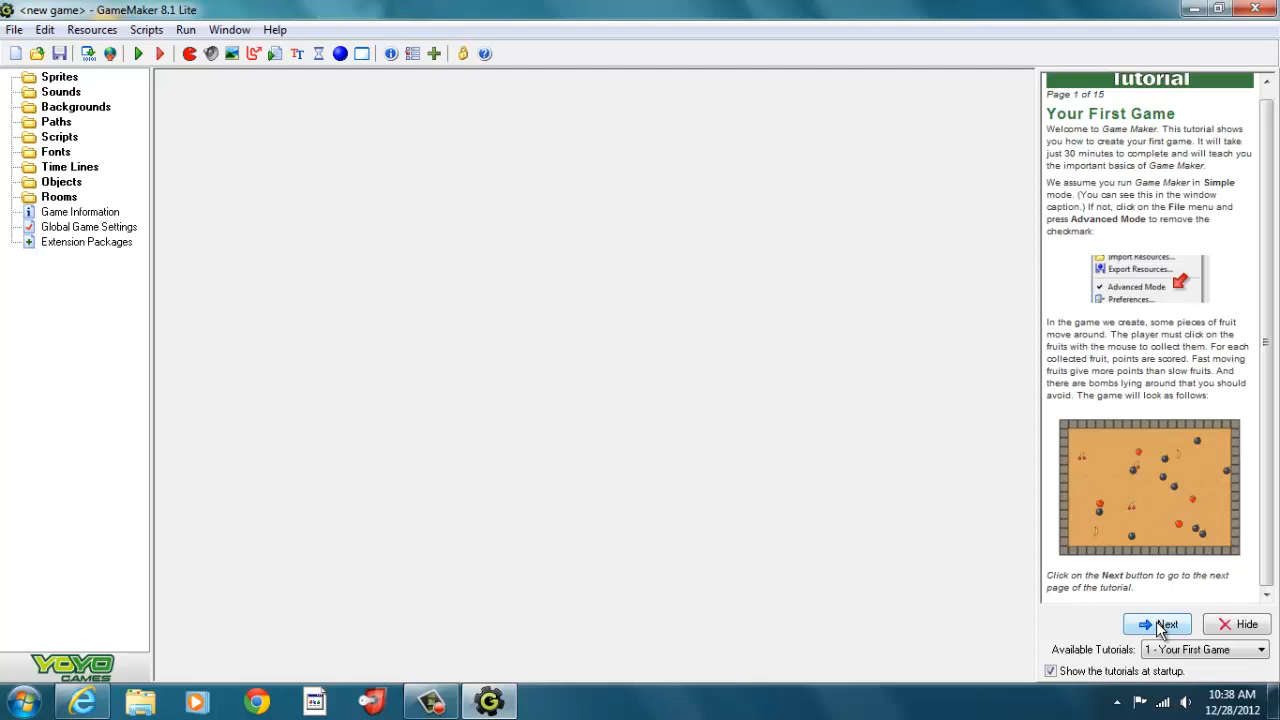 <new game> - GameMaker 8.1 Lite
File Edit Resources Scripts Run Window Help
Sprites
Sounds
Backgrounds
Paths
Scripts
Fonts
Time Lines
Objects
Rooms
Game Information
Global Game Settings
Extension Packages
YOYO
GAMES
Tutorial
Page 1 of 15
Your First Game
Welcome to Game Maker. This tutorial shows
you how to create your first game. It will take
just 30 minutes to complete and will teach you
the important basics of Game Maker.
We assume you run Game Maker in Simple
mode. (You can see this in the window
caption.) If not, click on the File menu and
press Advanced Mode to remove the
checkmark:
Import Resources...
Export Resources...
Advanced Mode
Preferences...
In the game we create, some pieces of fruit
move around. The player must click on the
fruits with the mouse to collect them. For each
collected fruit, points are scored. Fast moving
fruits give more points than slow fruits. And
there are bombs lying around that you should
avoid. The game will look as follows:
Click on the Next button to go to the next
page of the tutorial.
Next Hide
Available Tutorials: 1 - Your First Game
Show the tutorials at startup.
10:38 AM
12/28/2012